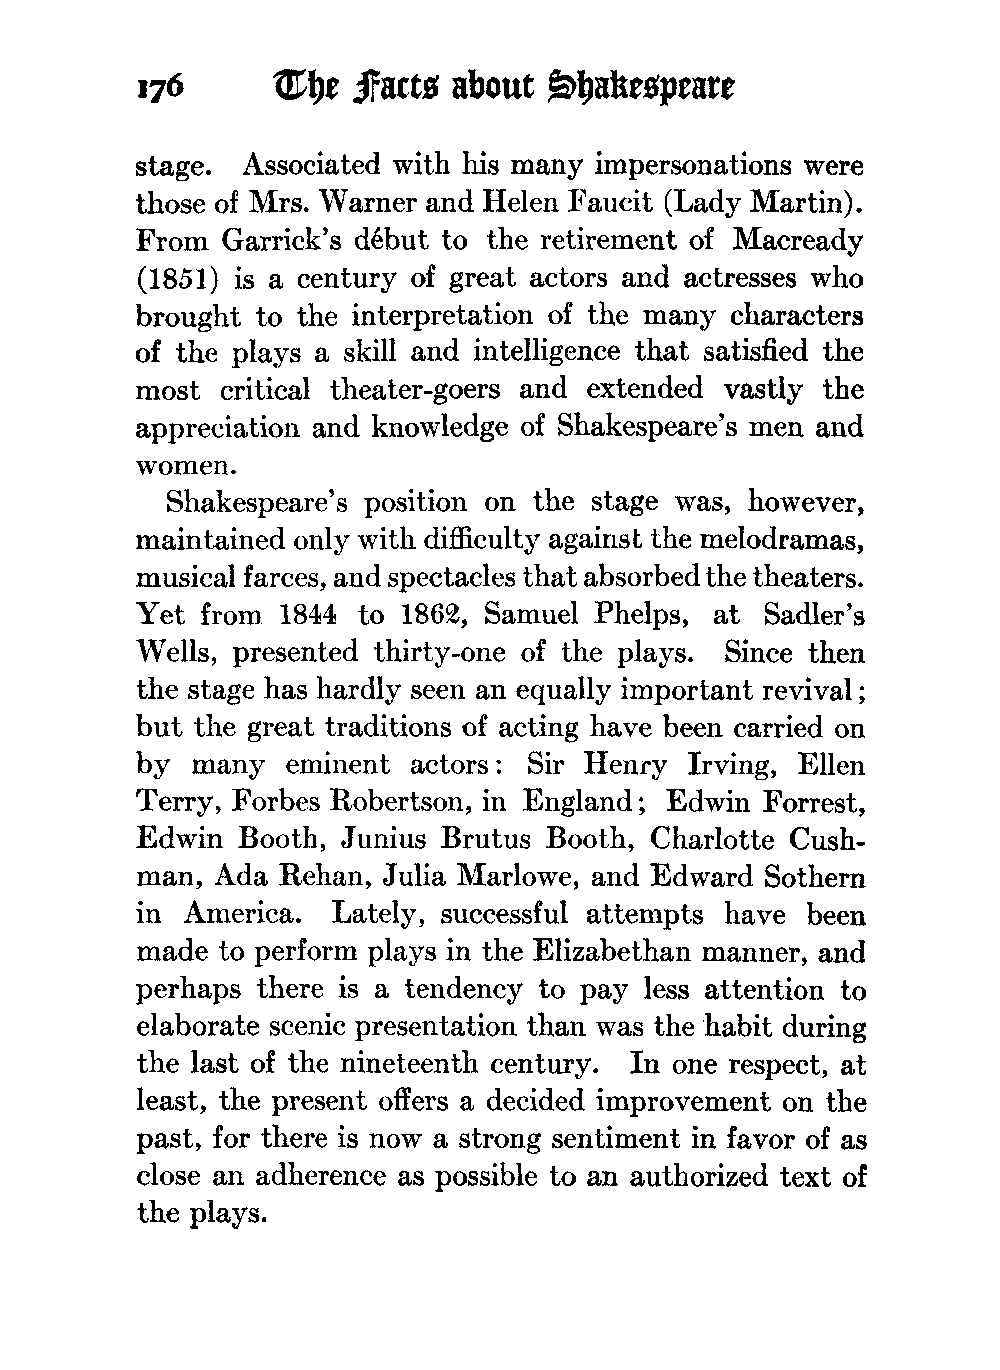 176 The Facts about Shakespeare
stage. Associated with his many impersonations were
those of Mrs. Warner and Helen Faucit (Lady Martin).
From Garrick's début to the retirement of Macready
(1851) is a century of great actors and actresses who
brought to the interpretation of the many characters
of the plays a skill and intelligence that satisfied the
most critical theater-goers and extended vastly the
appreciation and knowledge of Shakespeare's men and
women.
Shakespeare's position on the stage was, however,
maintained only with difficulty against the melodramas,
musical farces, and spectacles that absorbed the theaters.
Yet from 1844 to 1862, Samuel Phelps, at Sadler's
Wells, presented thirty-one of the plays. Since then
the stage has hardly seen an equally important revival;
but the great traditions of acting have been carried on
by many eminent actors: Sir Henry Irving, Ellen
Terry, Forbes Robertson, in England; Edwin Forrest,
Edwin Booth, Junius Brutus Booth, Charlotte Cush-
man, Ada Rehan, Julia Marlowe, and Edward Sothern
in America. Lately, successful attempts have been
made to perform plays in the Elizabethan manner, and
perhaps there is a tendency to pay less attention to
elaborate scenic presentation than was the habit during
the last of the nineteenth century. In one respect, at
least, the present offers a decided improvement on the
past, for there is now a strong sentiment in favor of as
close an adherence as possible to an authorized text of
the plays.